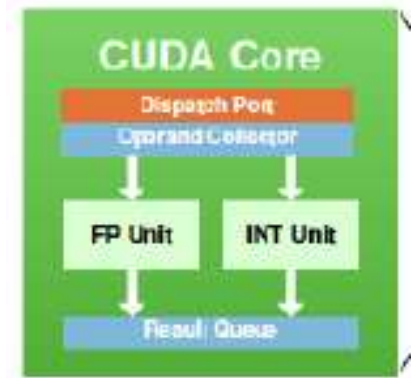 CUDA Core
Dispatch Port
Operand Collector
FP Unit
INT Unit
Result Queue